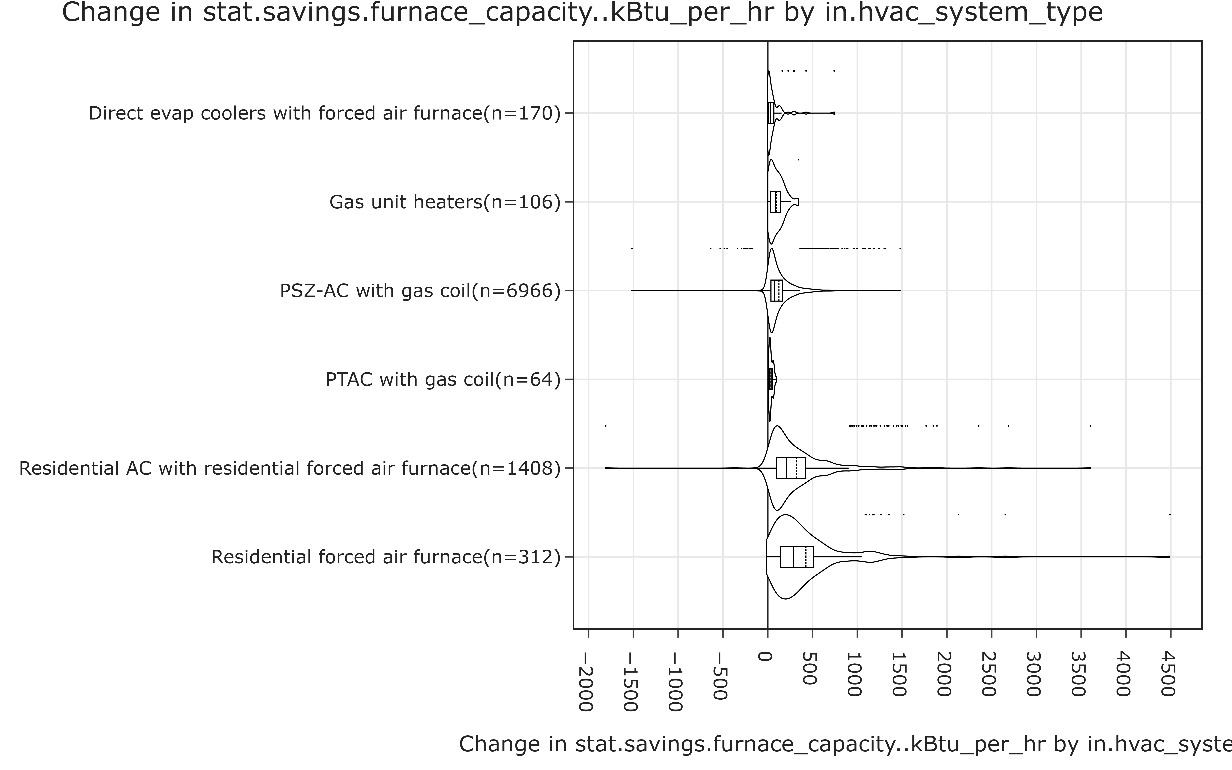 Change in stat.savings.furnace_capacity..kBtu_per_hr by in.hvac_system_type
Direct evap coolers with forced air furnace(n=170)
Gas unit heaters(n=106)
PSZ-AC with gas coil(n=6966)
PTAC with gas coil(n=64)
Residential AC with residential forced air furnace(n=1408)
Residential forced air furnace(n=312)
−2000
−1500
−1000
−500
0
500
1000
1500
2000
2500
3000
3500
4000
4500
Change in stat.savings.furnace_capacity..kBtu_per_hr by in.hvac_syste